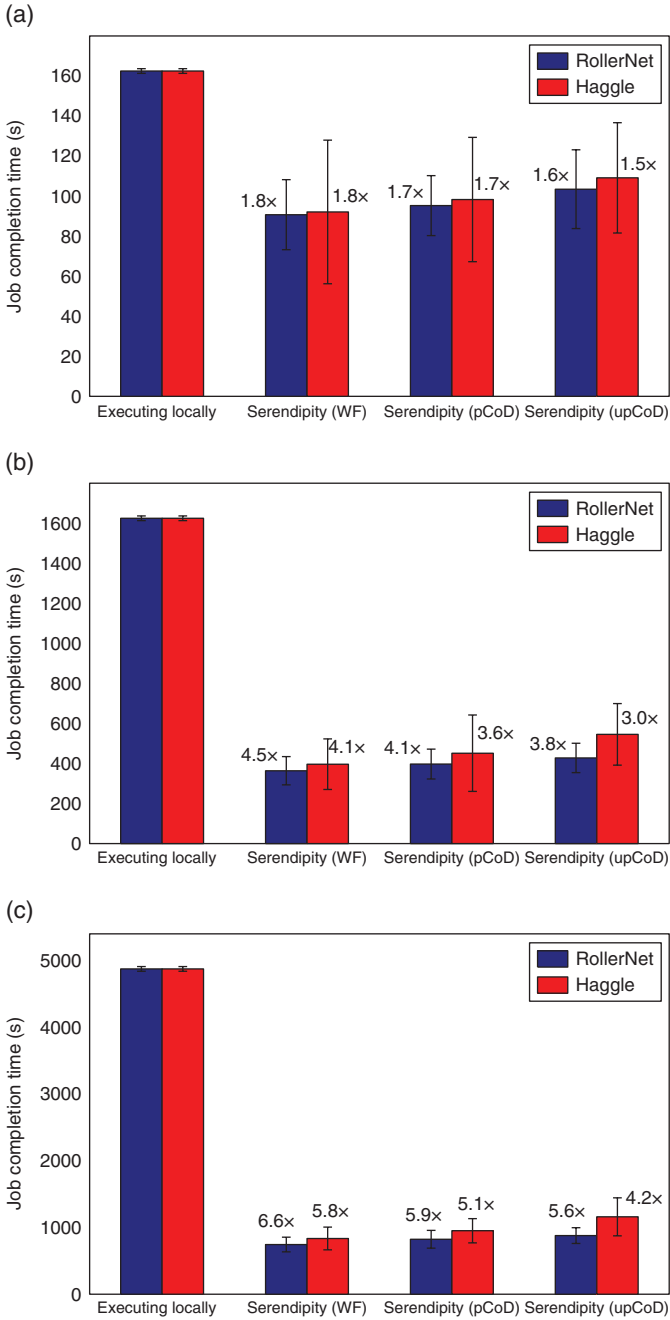 (a)
Job completion time (s)
160
140
120
100
80
60
40
20
0
RollerNet
Haggle
1.8×
1.8×
1.7×
1.7×
1.6×
1.5×
Executing locally
Serendipity (WF)
Serendipity (pCoD)
Serendipity (upCoD)
(b)
Job completion time (s)
1600
1400
1200
1000
800
600
400
200
0
RollerNet
Haggle
4.5×
4.1×
4.1×
3.6×
3.8×
3.0×
Executing locally
Serendipity (WF)
Serendipity (pCoD)
Serendipity (upCoD)
(c)
Job completion time (s)
5000
4000
3000
2000
1000
0
RollerNet
Haggle
6.6×
5.8×
5.9×
5.1×
5.6×
4.2×
Executing locally
Serendipity (WF)
Serendipity (pCoD)
Serendipity (upCoD)